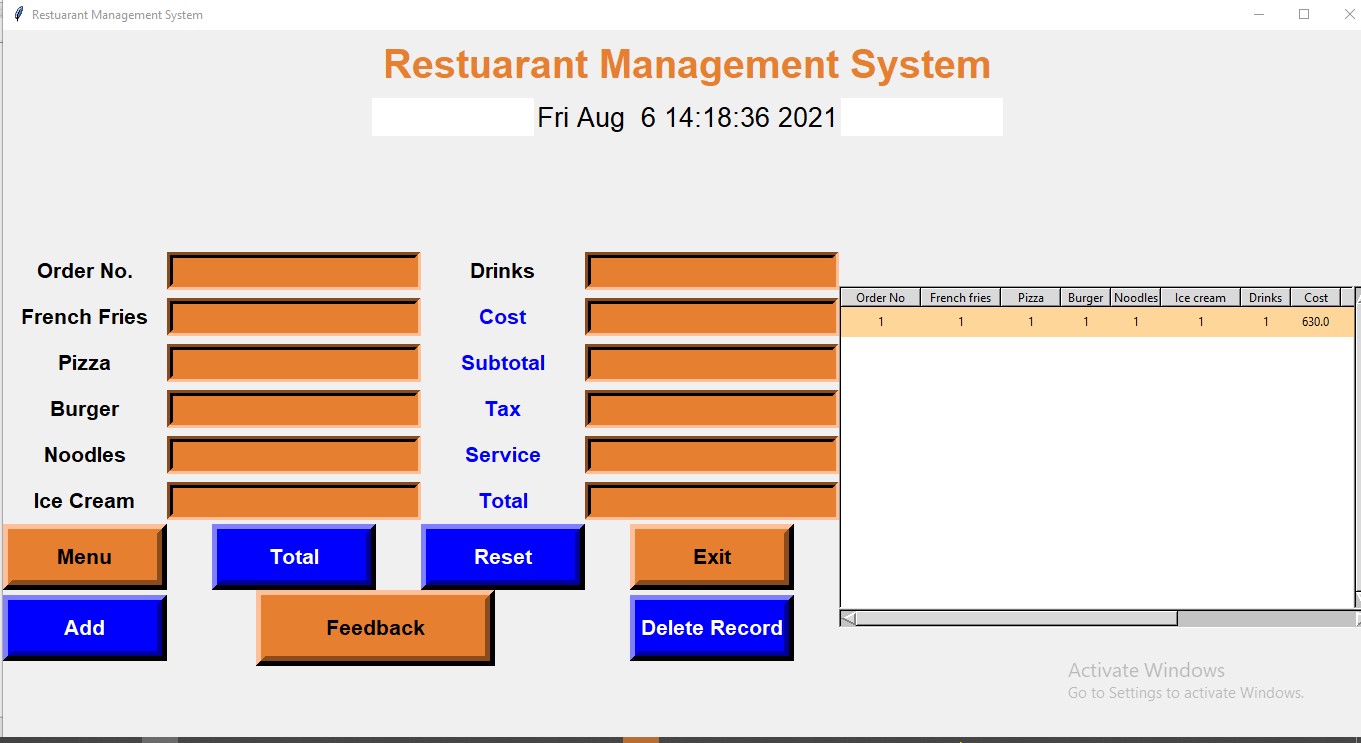 Restuarant Management System
Restuarant Management System
Fri Aug  6 14:18:36 2021
Order No.
Drinks
French Fries
Cost
Pizza
Subtotal
Burger
Tax
Noodles
Service
Ice Cream
Total
Order No French fries Pizza Burger Noodles Ice cream Drinks Cost
1 1 1 1 1 1 1 630.0
Menu
Total
Reset
Exit
Add
Feedback
Delete Record
Activate Windows
Go to Settings to activate Windows.